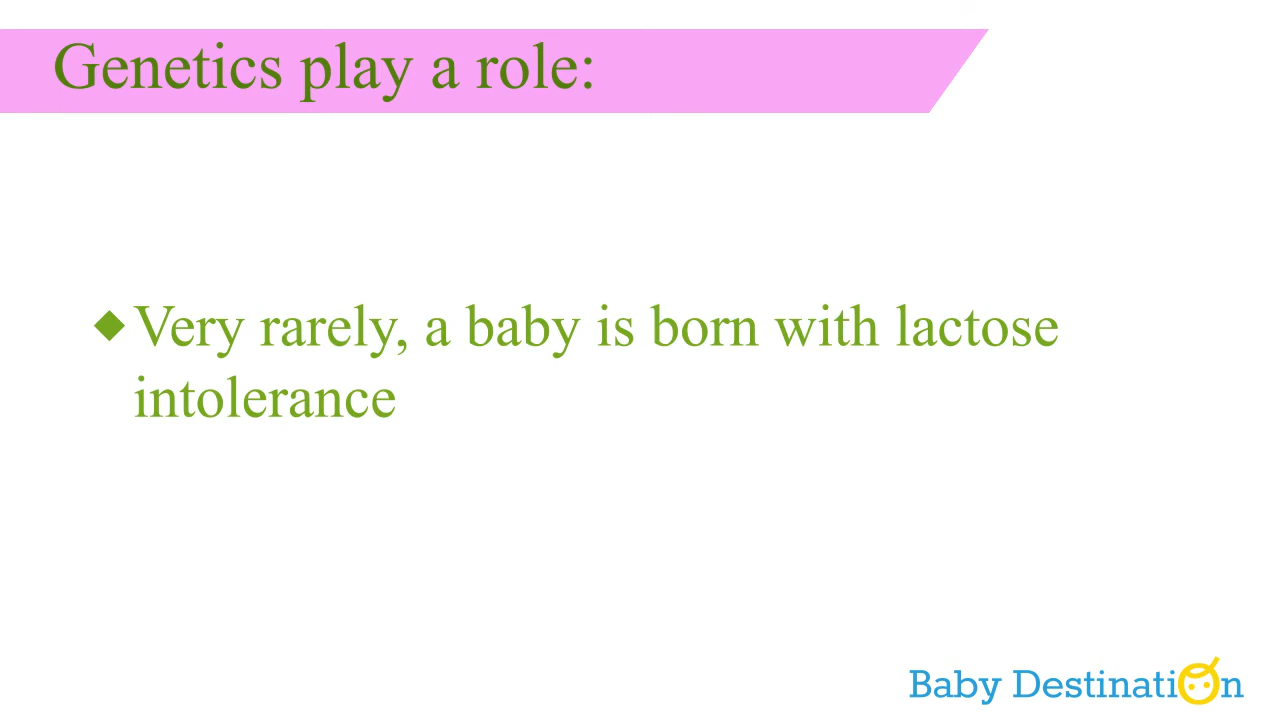 Genetics play a role:
◆Very rarely, a baby is born with lactose
intolerance
Baby Destination